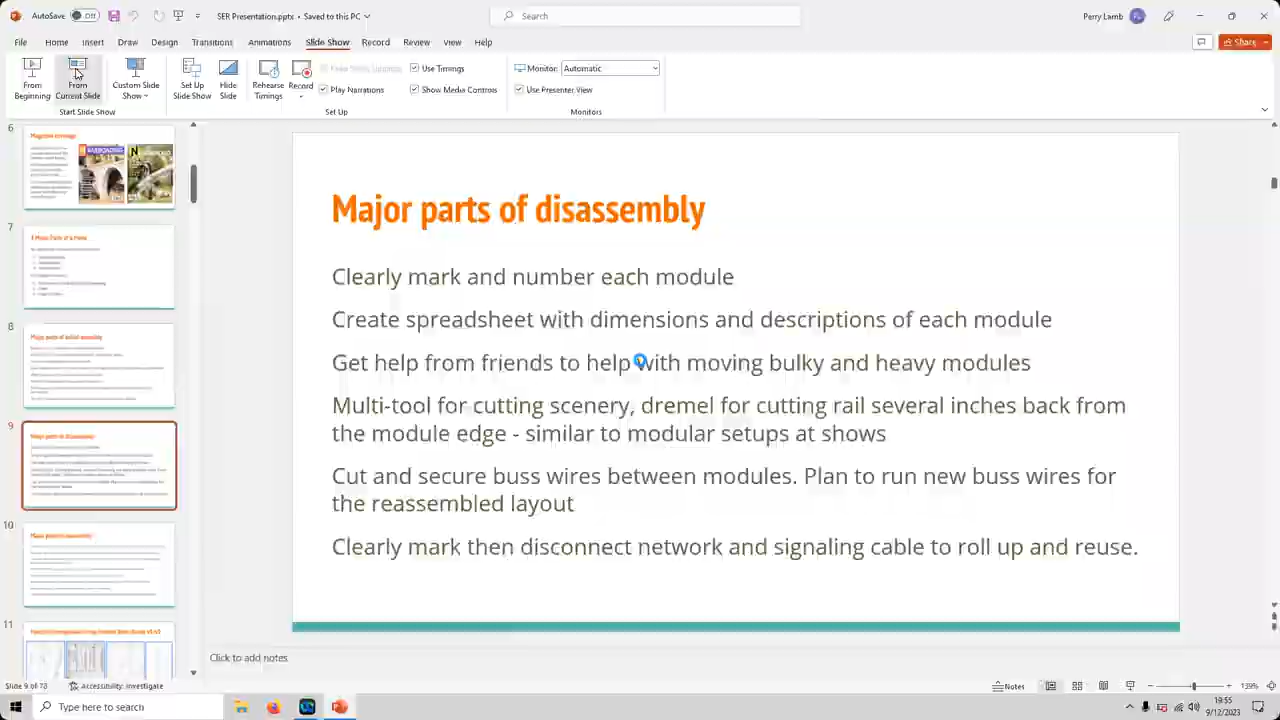 AutoSave Off SER Presentation.pptx • Saved to this PC Search Perry Lamb
File Home Insert Draw Design Transitions Animations Slide Show Record Review View Help Share
From Beginning
From Current Slide
Custom Slide Show
Set Up Slide Show
Hide Slide
Rehearse Timings
Record
Use Timings
Play Narrations
Show Media Controls
Monitor: Automatic
Use Presenter View
Start Slide Show Set Up Monitors
6
7
8
9
10
11
Major parts of disassembly
Clearly mark and number each module
Create spreadsheet with dimensions and descriptions of each module
Get help from friends to help with moving bulky and heavy modules
Multi-tool for cutting scenery, dremel for cutting rail several inches back from
the module edge - similar to modular setups at shows
Cut and secure buss wires between modules. Plan to run new buss wires for
the reassembled layout
Clearly mark then disconnect network and signaling cable to roll up and reuse.
Click to add notes
Slide 9 of 78 Accessibility: Investigate Notes 139%
Type here to search
19:55
9/12/2023